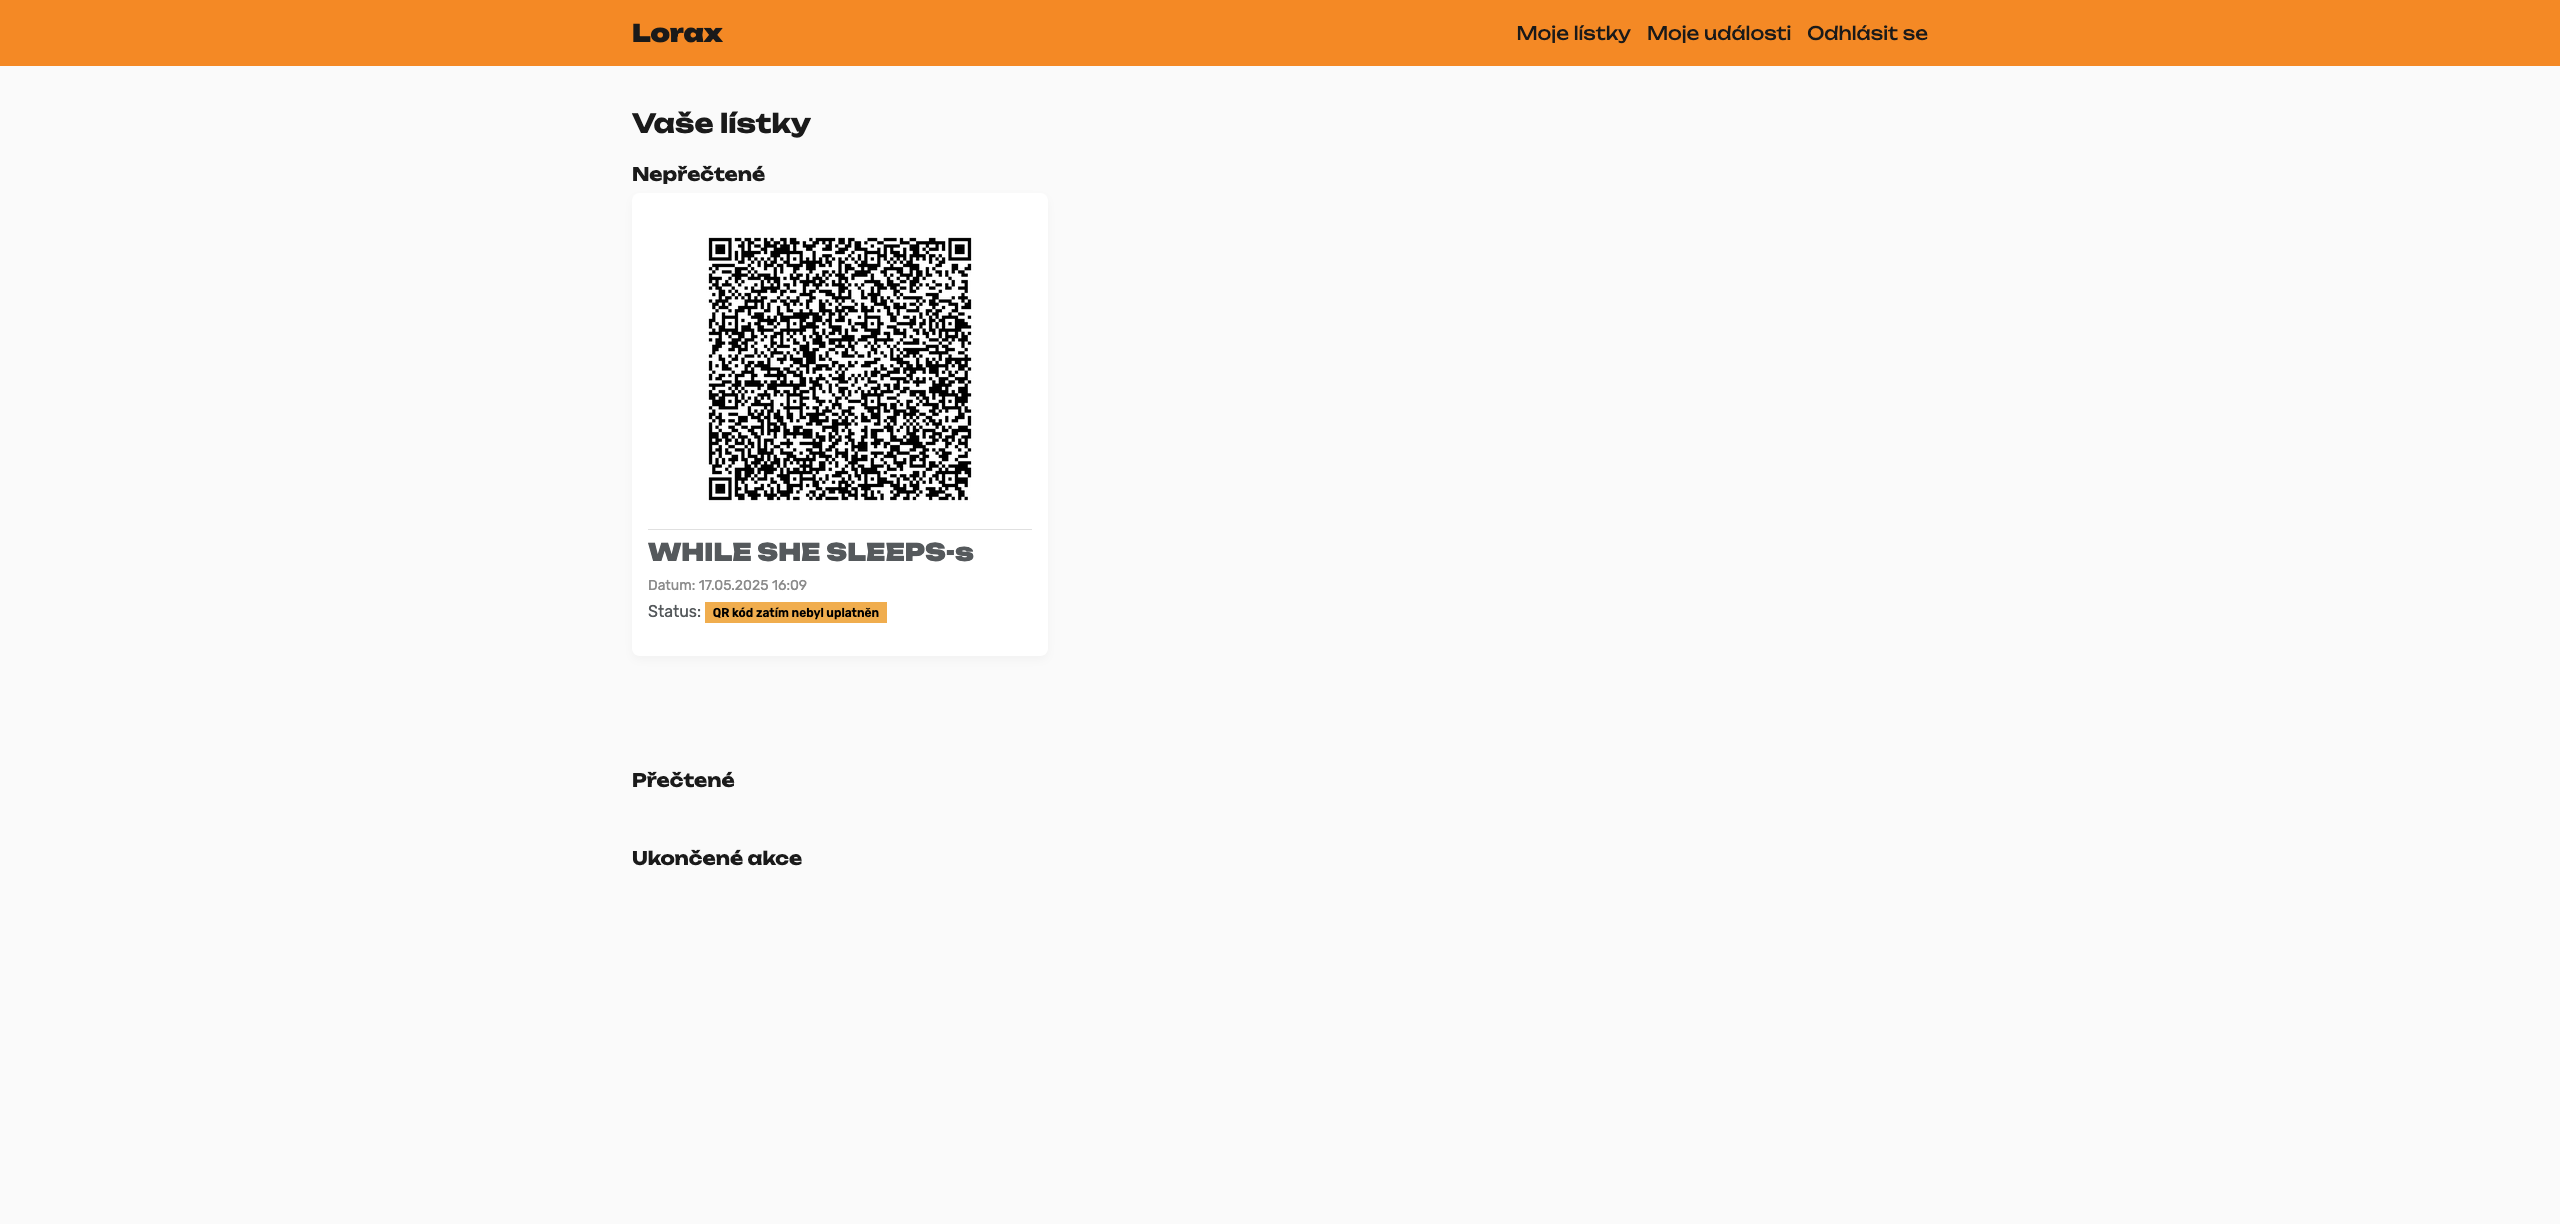 Lorax
Moje lístky Moje události Odhlásit se
Vaše lístky
Nepřečtené
WHILE SHE SLEEPS-s
Datum: 17.05.2025 16:09
Status: QR kód zatím nebyl uplatněn
Přečtené
Ukončené akce